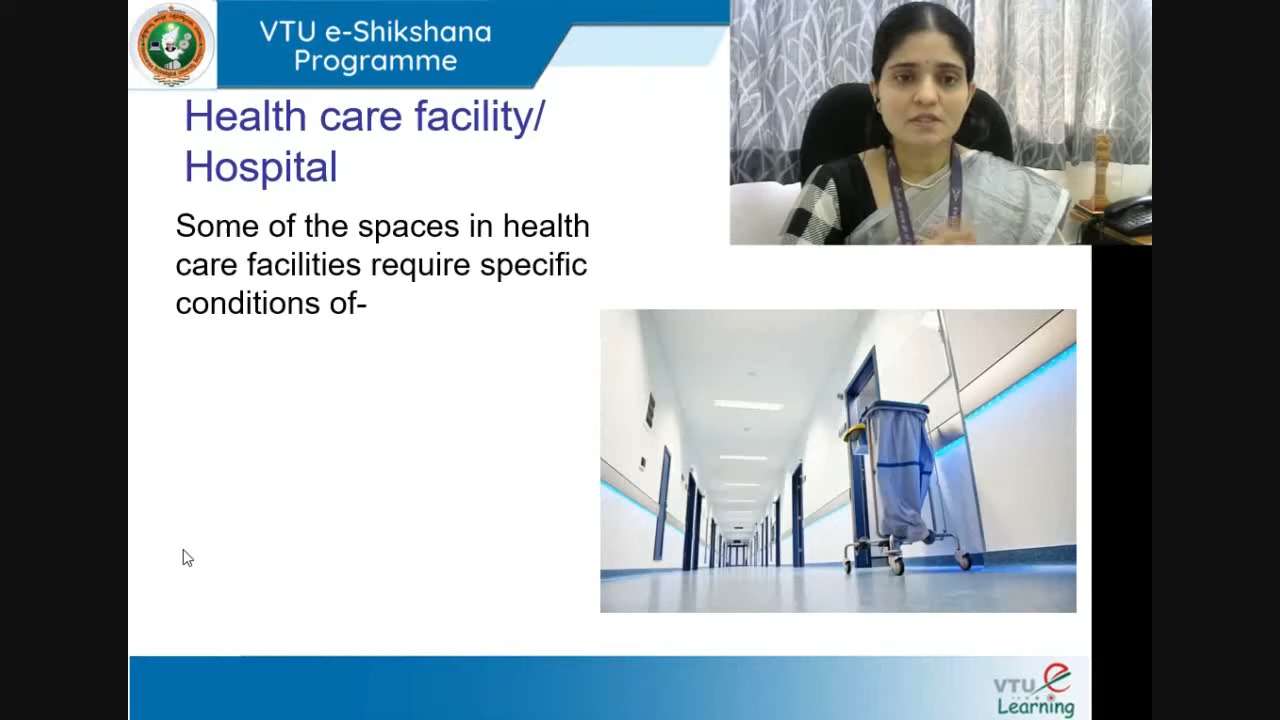 VTU e-Shikshana
Programme
Health care facility/
Hospital
Some of the spaces in health
care facilities require specific
conditions of-
VTU e
Learning